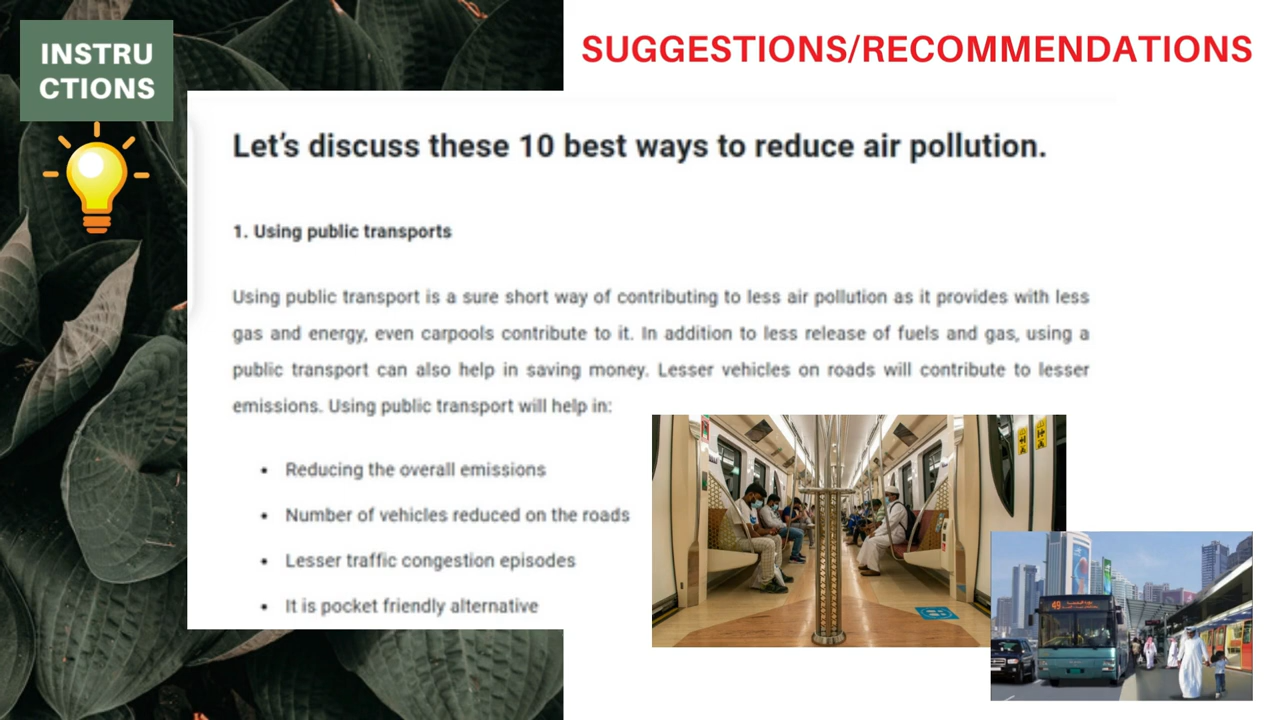 INSTRU
CTIONS
SUGGESTIONS/RECOMMENDATIONS
Let's discuss these 10 best ways to reduce air pollution.
1. Using public transports
Using public transport is a sure short way of contributing to less air pollution as it provides with less
gas and energy, even carpools contribute to it. In addition to less release of fuels and gas, using a
public transport can also help in saving money. Lesser vehicles on roads will contribute to lesser
emissions. Using public transport will help in:
• Reducing the overall emissions
• Number of vehicles reduced on the roads
• Lesser traffic congestion episodes
• It is pocket friendly alternative
49